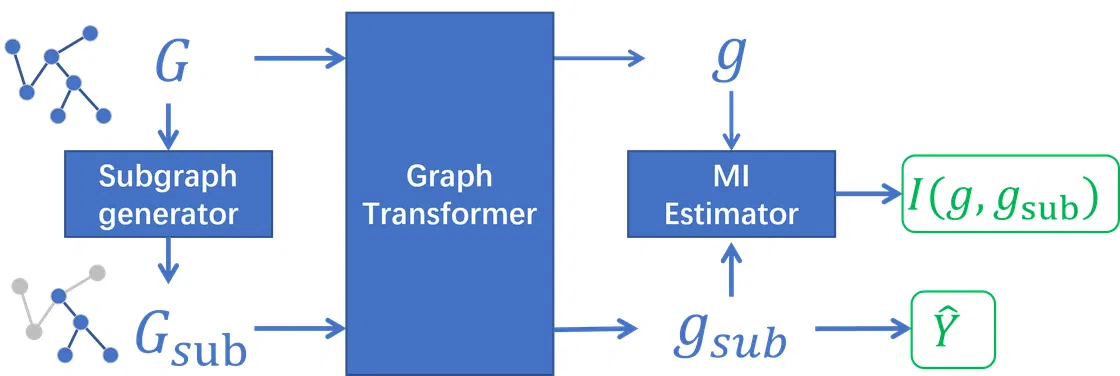 G
g
Subgraph
generator
Graph
Transformer
MI
Estimator
I(g, g_sub)
G_sub
g_sub
Ŷ